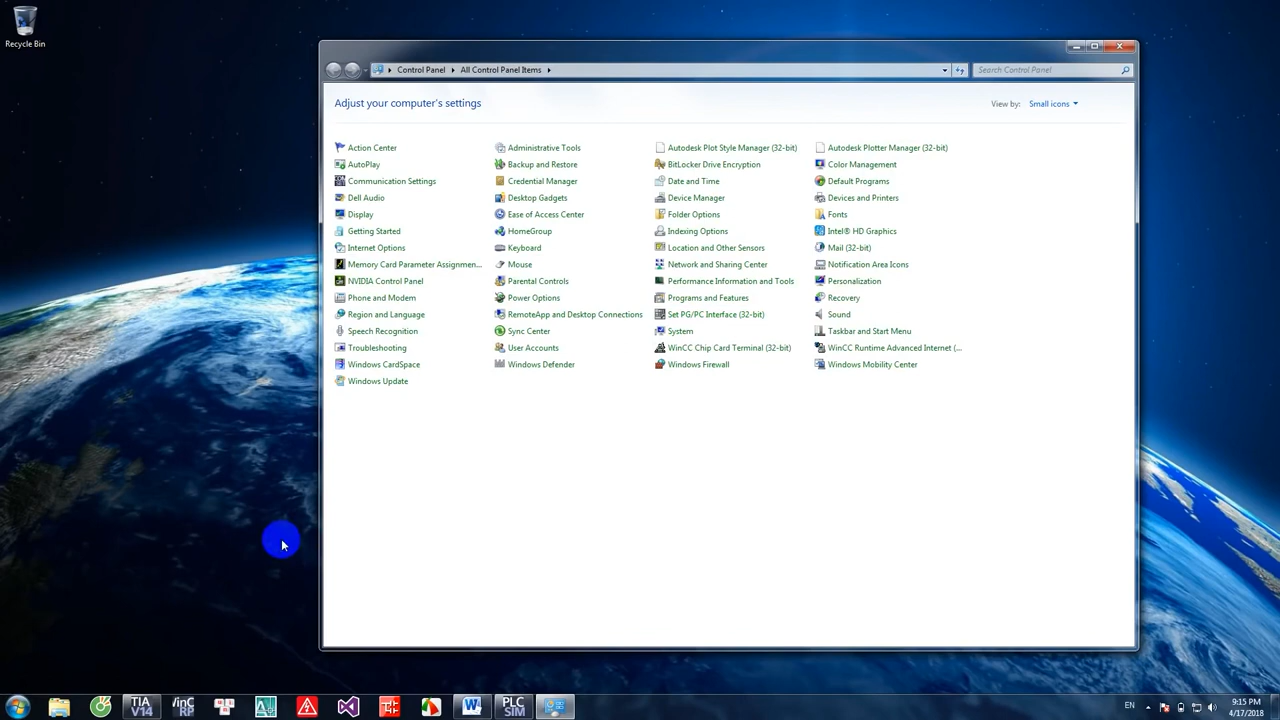 Recycle Bin
Control Panel
All Control Panel Items
Search Control Panel
Adjust your computer's settings
View by: Small icons
Action Center
Administrative Tools
Autodesk Plot Style Manager (32-bit)
Autodesk Plotter Manager (32-bit)
AutoPlay
Backup and Restore
BitLocker Drive Encryption
Color Management
Communication Settings
Credential Manager
Date and Time
Default Programs
Dell Audio
Desktop Gadgets
Device Manager
Devices and Printers
Display
Ease of Access Center
Folder Options
Fonts
Getting Started
HomeGroup
Indexing Options
Intel® HD Graphics
Internet Options
Keyboard
Location and Other Sensors
Mail (32-bit)
Memory Card Parameter Assignmen...
Mouse
Network and Sharing Center
Notification Area Icons
NVIDIA Control Panel
Parental Controls
Performance Information and Tools
Personalization
Phone and Modem
Power Options
Programs and Features
Recovery
Region and Language
RemoteApp and Desktop Connections
Set PG/PC Interface (32-bit)
Sound
Speech Recognition
Sync Center
System
Taskbar and Start Menu
Troubleshooting
User Accounts
WinCC Chip Card Terminal (32-bit)
WinCC Runtime Advanced Internet (...
Windows CardSpace
Windows Defender
Windows Firewall
Windows Mobility Center
Windows Update
TIA
V14
WinC
RP
PLC
SIM
EN
9:15 PM
4/17/2018